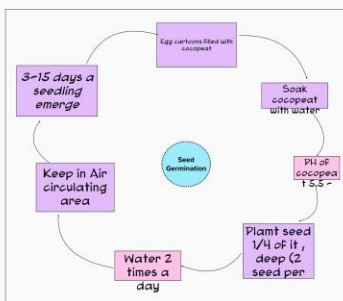 Egg cartoons filled with
cocopeat
Soak
cocopeat
with water
PH of
cocopea
t 5.5 -
Plamt seed
1/4 of it ,
deep (2
seed per
Water 2
times a
day
Keep in Air
circulating
area
3-15 days a
seedling
emerge
Seed
Germination